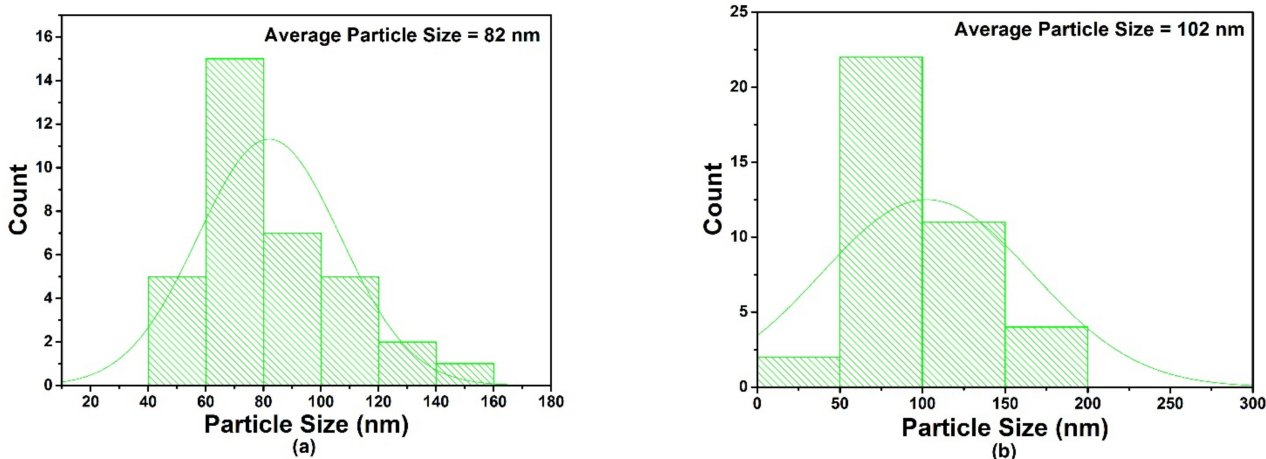 Average Particle Size = 82 nm
16
14
12
10
8
6
4
2
0
Count
20 40 60 80 100 120 140 160 180
Particle Size (nm)
(a)
Average Particle Size = 102 nm
25
20
15
10
5
0
Count
0 50 100 150 200 250 300
Particle Size (nm)
(b)